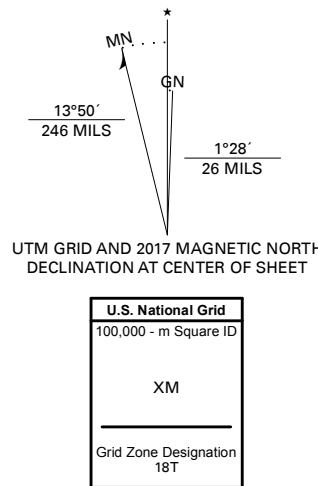 ★
MN
GN
13°50´
246 MILS
1°28´
26 MILS
UTM GRID AND 2017 MAGNETIC NORTH
DECLINATION AT CENTER OF SHEET
U.S. National Grid
100,000 - m Square ID
XM
Grid Zone Designation
18T